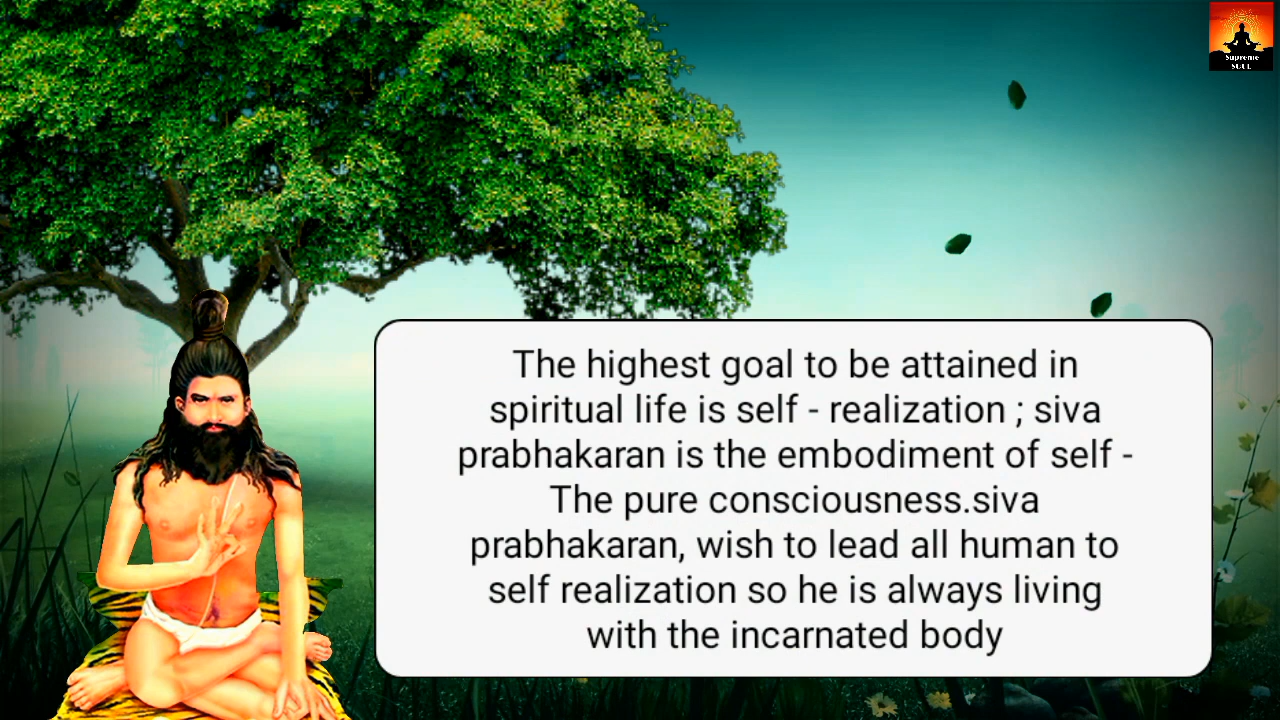 Supreme
SOUL
The highest goal to be attained in
spiritual life is self - realization ; siva
prabhakaran is the embodiment of self -
The pure consciousness.siva
prabhakaran, wish to lead all human to
self realization so he is always living
with the incarnated body